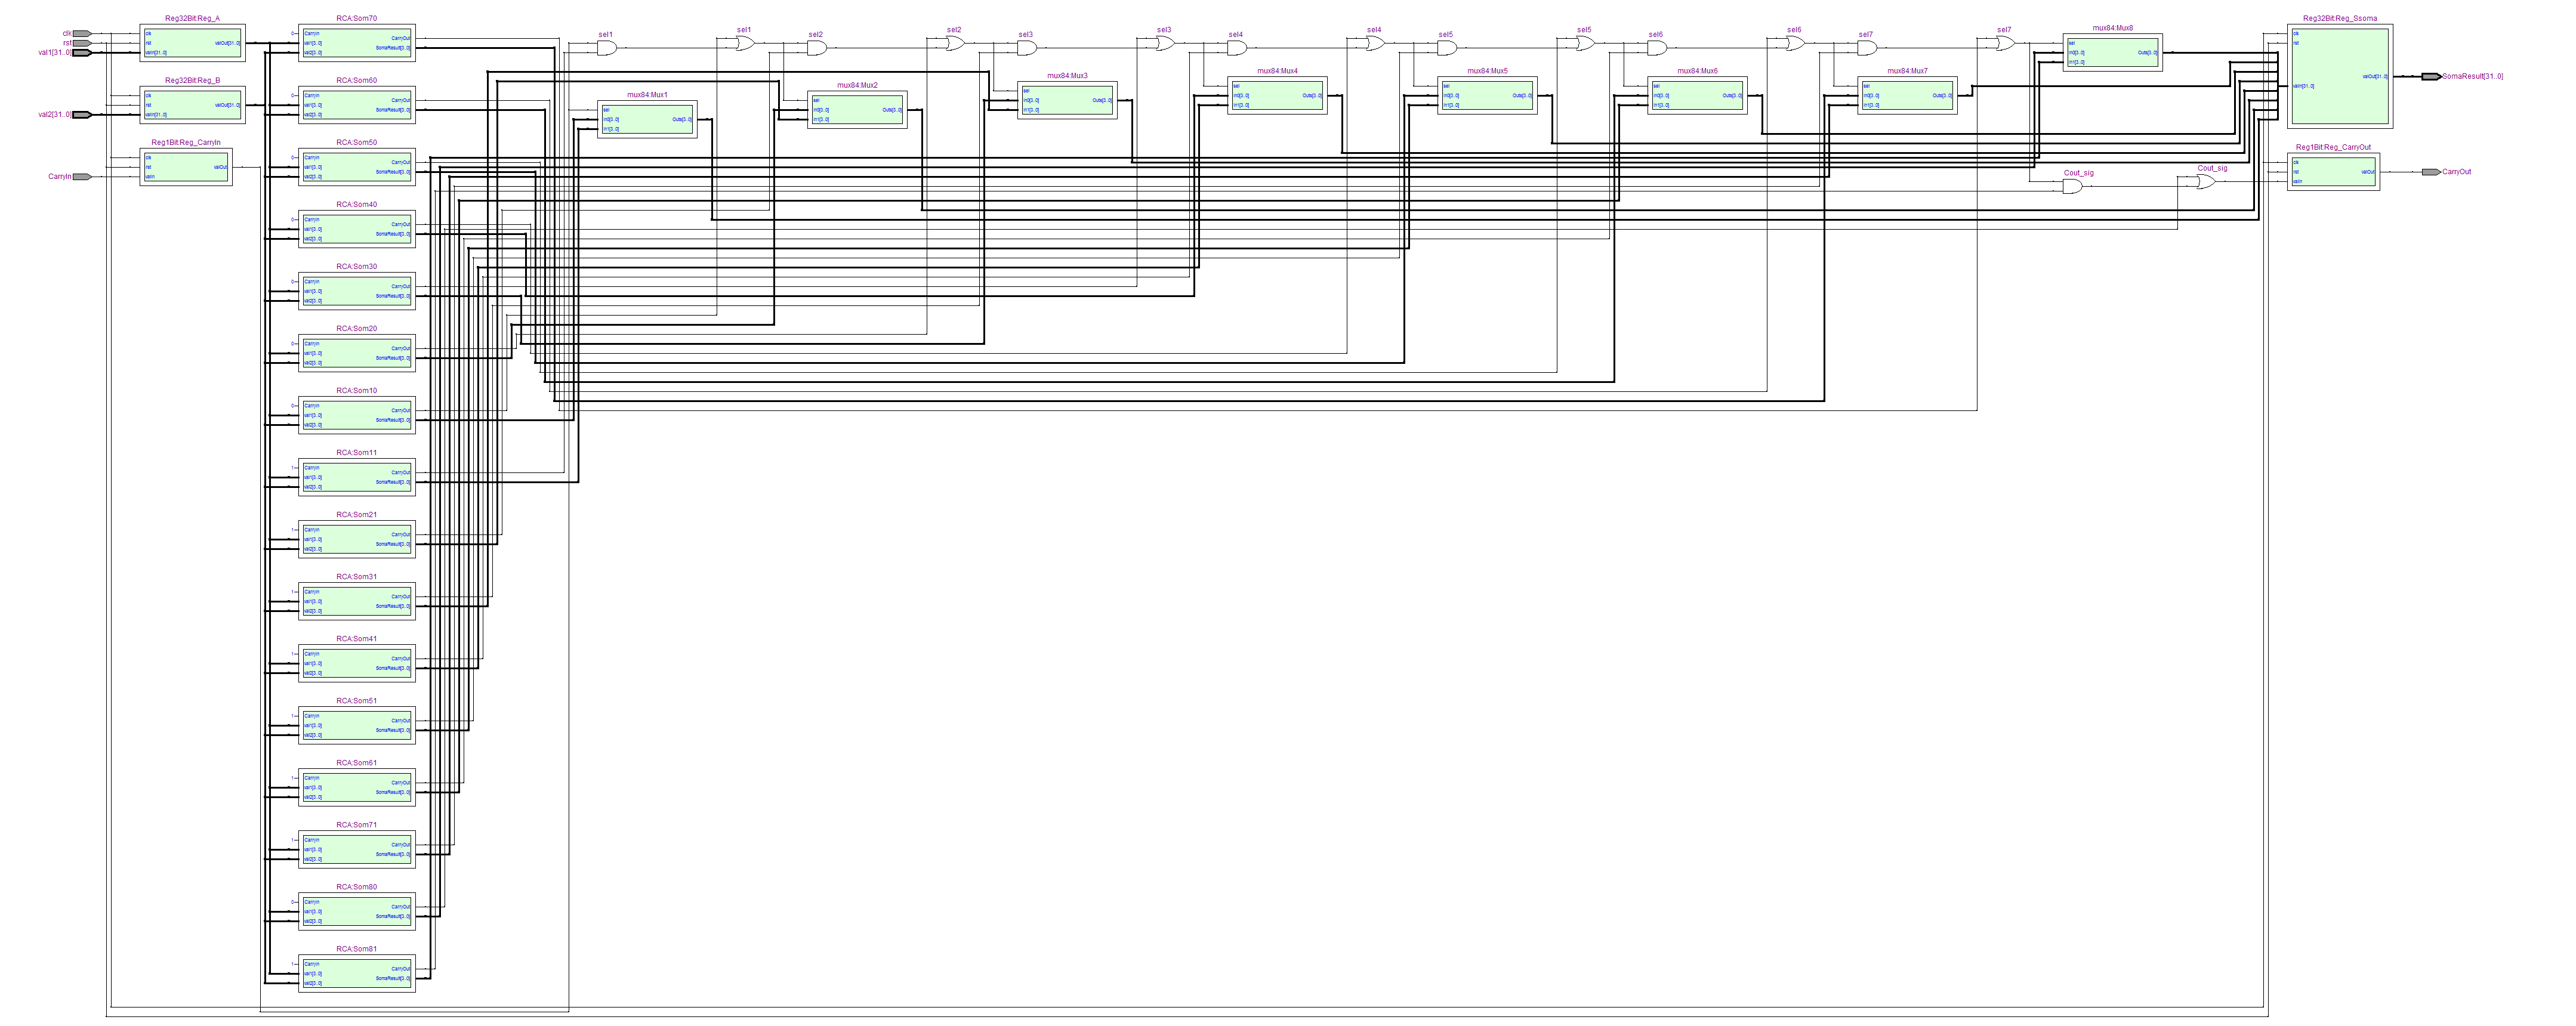 clk
rst
val1[31..0]
val2[31..0]
CarryIn
Reg32Bit:Reg_A
clk
rst
valIn[31..0]
valOut[31..0]
Reg32Bit:Reg_B
clk
rst
valIn[31..0]
valOut[31..0]
Reg1Bit:Reg_CarryIn
clk
rst
valIn
valOut
RCA:Som70
0
CarryIn
val1[3..0]
val2[3..0]
CarryOut
SomaResult[3..0]
RCA:Som60
0
CarryIn
val1[3..0]
val2[3..0]
CarryOut
SomaResult[3..0]
RCA:Som50
0
CarryIn
val1[3..0]
val2[3..0]
CarryOut
SomaResult[3..0]
RCA:Som40
0
CarryIn
val1[3..0]
val2[3..0]
CarryOut
SomaResult[3..0]
RCA:Som30
0
CarryIn
val1[3..0]
val2[3..0]
CarryOut
SomaResult[3..0]
RCA:Som20
0
CarryIn
val1[3..0]
val2[3..0]
CarryOut
SomaResult[3..0]
RCA:Som10
0
CarryIn
val1[3..0]
val2[3..0]
CarryOut
SomaResult[3..0]
RCA:Som11
1
CarryIn
val1[3..0]
val2[3..0]
CarryOut
SomaResult[3..0]
RCA:Som21
1
CarryIn
val1[3..0]
val2[3..0]
CarryOut
SomaResult[3..0]
RCA:Som31
1
CarryIn
val1[3..0]
val2[3..0]
CarryOut
SomaResult[3..0]
RCA:Som41
1
CarryIn
val1[3..0]
val2[3..0]
CarryOut
SomaResult[3..0]
RCA:Som51
1
CarryIn
val1[3..0]
val2[3..0]
CarryOut
SomaResult[3..0]
RCA:Som61
1
CarryIn
val1[3..0]
val2[3..0]
CarryOut
SomaResult[3..0]
RCA:Som71
1
CarryIn
val1[3..0]
val2[3..0]
CarryOut
SomaResult[3..0]
RCA:Som80
0
CarryIn
val1[3..0]
val2[3..0]
CarryOut
SomaResult[3..0]
RCA:Som81
1
CarryIn
val1[3..0]
val2[3..0]
CarryOut
SomaResult[3..0]
sel1
sel1
sel2
sel2
sel3
sel3
sel4
sel4
sel5
sel5
sel6
sel6
sel7
sel7
mux84:Mux1
sel
In0[3..0]
In1[3..0]
Outs[3..0]
mux84:Mux2
sel
In0[3..0]
In1[3..0]
Outs[3..0]
mux84:Mux3
sel
In0[3..0]
In1[3..0]
Outs[3..0]
mux84:Mux4
sel
In0[3..0]
In1[3..0]
Outs[3..0]
mux84:Mux5
sel
In0[3..0]
In1[3..0]
Outs[3..0]
mux84:Mux6
sel
In0[3..0]
In1[3..0]
Outs[3..0]
mux84:Mux7
sel
In0[3..0]
In1[3..0]
Outs[3..0]
mux84:Mux8
sel
In0[3..0]
In1[3..0]
Outs[3..0]
Cout_sig
Cout_sig
Reg32Bit:Reg_Ssoma
clk
rst
valIn[31..0]
valOut[31..0]
SomaResult[31..0]
Reg1Bit:Reg_CarryOut
clk
rst
valIn
valOut
CarryOut